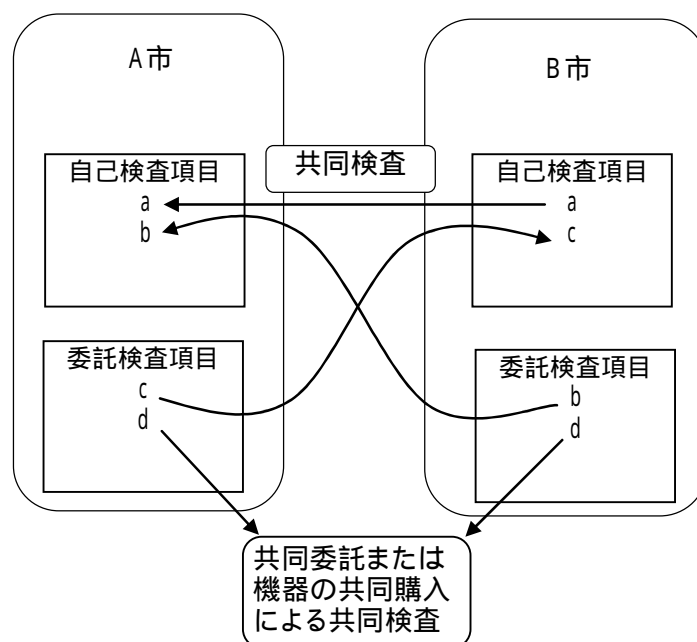 A市
自己検査項目
a
b
委託検査項目
c
d
共同検査
B市
自己検査項目
a
c
委託検査項目
b
d
共同委託または
機器の共同購入
による共同検査